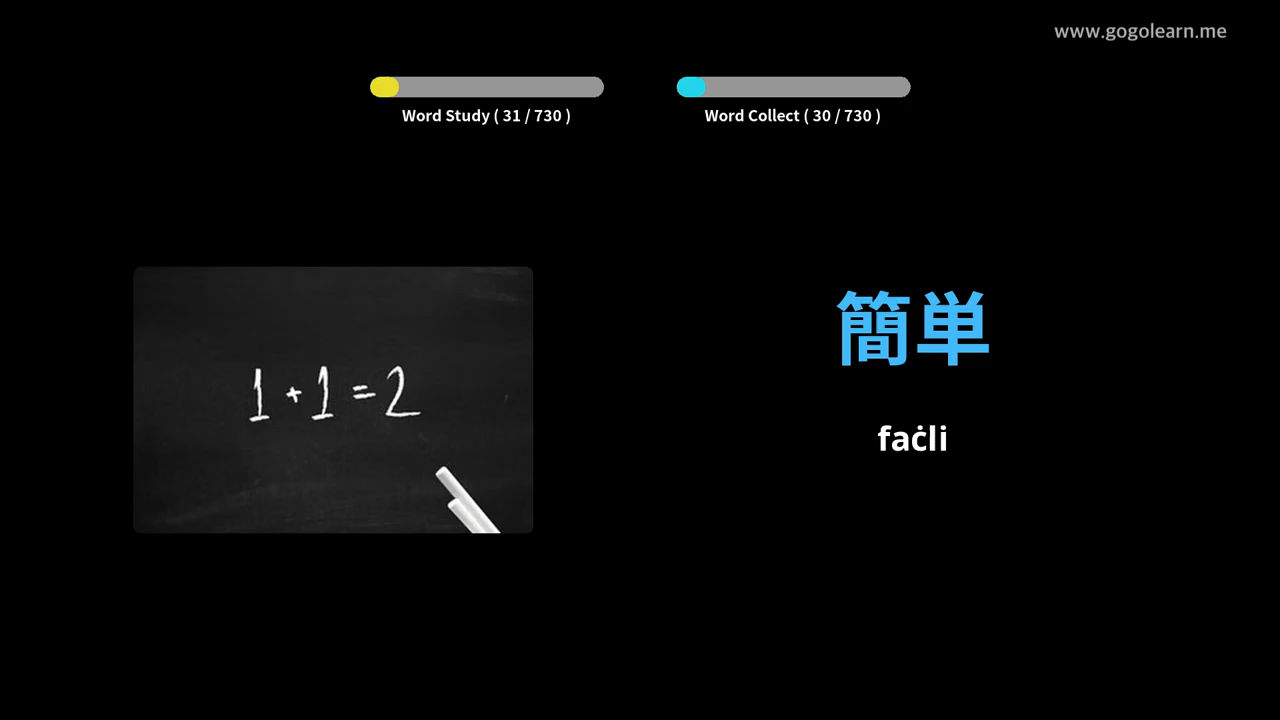 www.gogolearn.me
Word Study ( 31 / 730 )
Word Collect ( 30 / 730 )
1 + 1 = 2
簡単
faċli